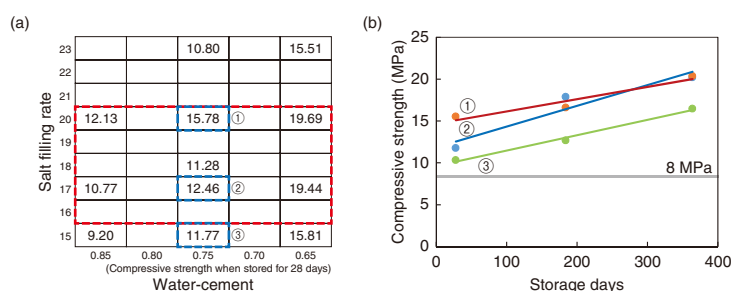 (a)
23 10.80 15.51
22
21
20 12.13 15.78 ① 19.69
19
18 11.28
17 10.77 12.46 ② 19.44
16
15 9.20 11.77 ③ 15.81
0.85 0.80 0.75 0.70 0.65
(Compressive strength when stored for 28 days)
Water-cement
Salt filling rate
(b)
25
20
15
10
5
0
0 100 200 300 400
Storage days
Compressive strength (MPa)
①
②
③
8 MPa